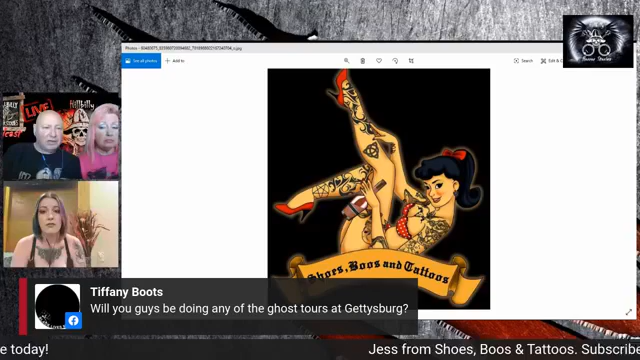 See all photos
Add to
Search
LIVE
Hillbilly
Shoes, Boos and Tattoos
Tiffany Boots
Will you guys be doing any of the ghost tours at Gettysburg?
e today!
Jess from Shoes, Boos & Tattoos. Subscribe